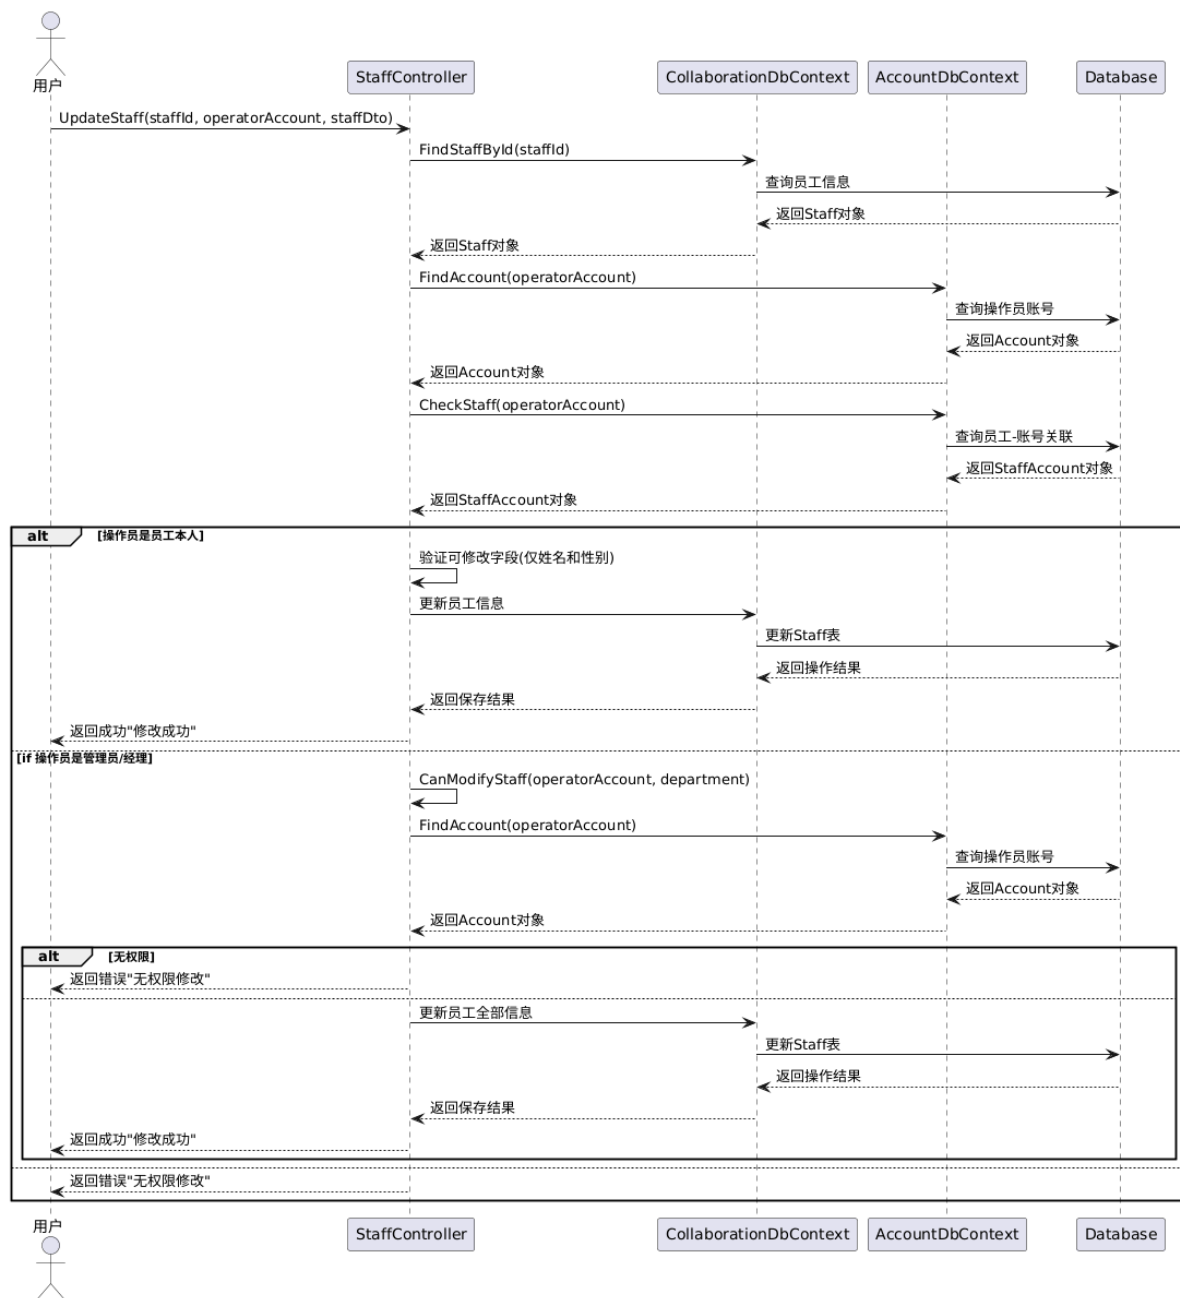 用户
StaffController
CollaborationDbContext
AccountDbContext
Database
UpdateStaff(staffId, operatorAccount, staffDto)
FindStaffById(staffId)
查询员工信息
返回Staff对象
返回Staff对象
FindAccount(operatorAccount)
查询操作员账号
返回Account对象
返回Account对象
CheckStaff(operatorAccount)
查询员工-账号关联
返回StaffAccount对象
返回StaffAccount对象
alt [操作员是员工本人]
验证可修改字段(仅姓名和性别)
更新员工信息
更新Staff表
返回操作结果
返回保存结果
返回成功"修改成功"
[if 操作员是管理员/经理]
CanModifyStaff(operatorAccount, department)
FindAccount(operatorAccount)
查询操作员账号
返回Account对象
返回Account对象
alt [无权限]
返回错误"无权限修改"
更新员工全部信息
更新Staff表
返回操作结果
返回保存结果
返回成功"修改成功"
返回错误"无权限修改"
用户
StaffController
CollaborationDbContext
AccountDbContext
Database